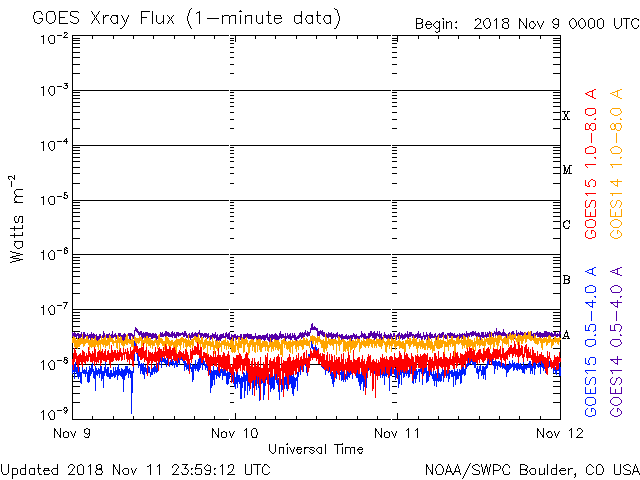 GOES Xray Flux (1-minute data)
Begin: 2018 Nov 9 0000 UTC
10⁻²
10⁻³
10⁻⁴
10⁻⁵
10⁻⁶
10⁻⁷
10⁻⁸
10⁻⁹
Watts m⁻²
X
M
C
B
A
GOES15 1.0-8.0 A
GOES14 1.0-8.0 A
GOES15 0.5-4.0 A
GOES14 0.5-4.0 A
Nov 9 Nov 10 Nov 11 Nov 12
Universal Time
Updated 2018 Nov 11 23:59:12 UTC
NOAA/SWPC Boulder, CO USA